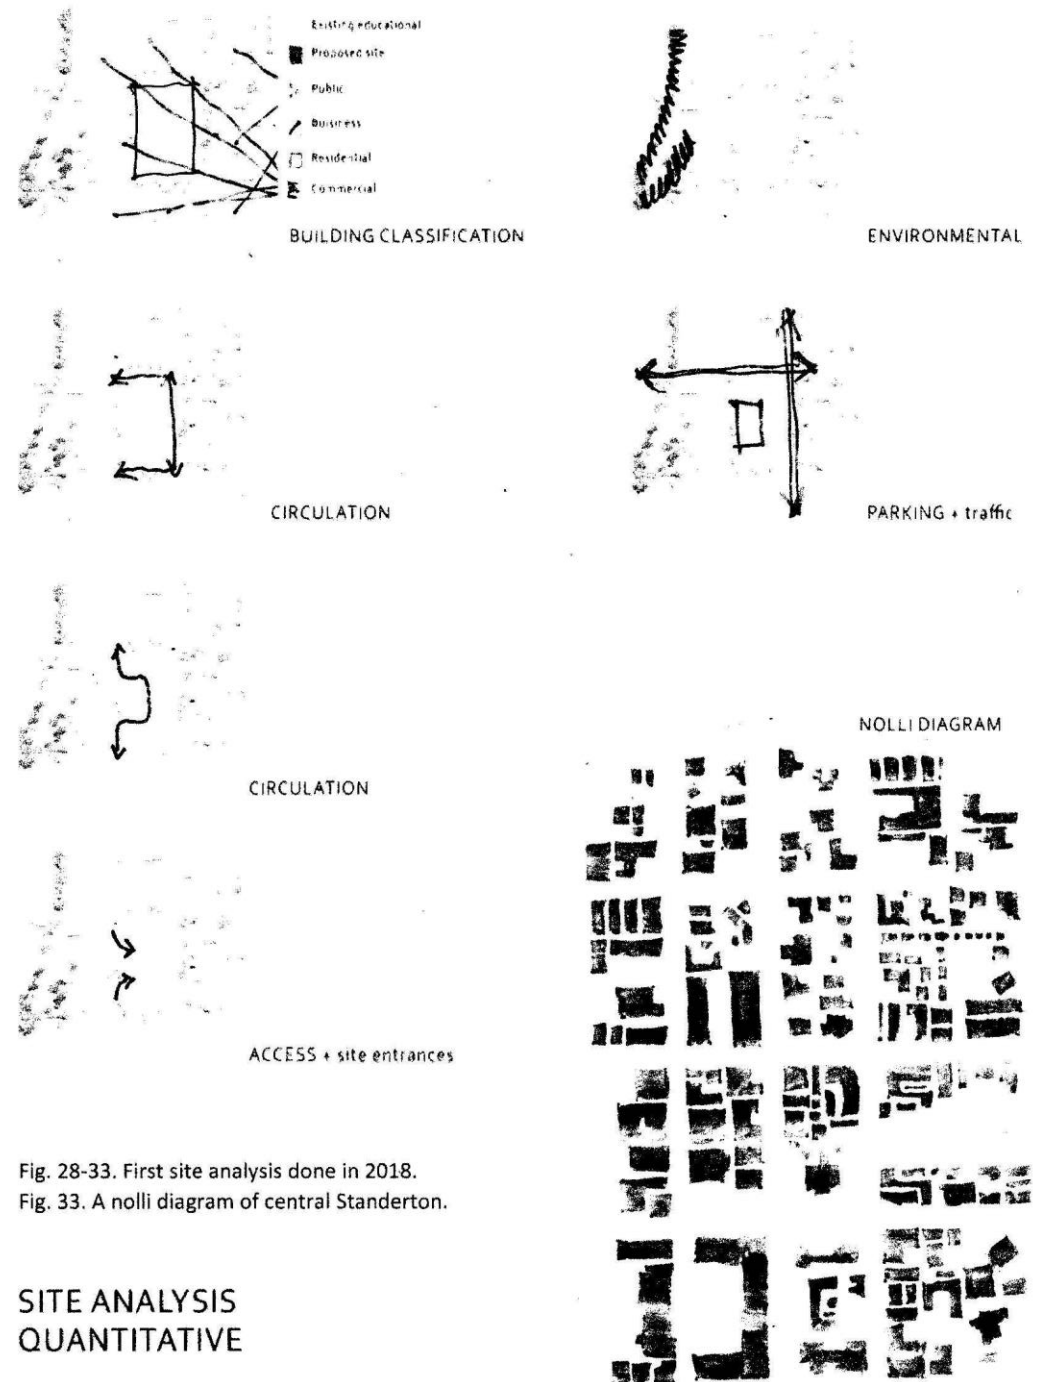 Existing educational
Proposed site
Public
Buisness
Residential
Commercial
BUILDING CLASSIFICATION
ENVIRONMENTAL
CIRCULATION
PARKING + traffic
CIRCULATION
NOLLI DIAGRAM
ACCESS + site entrances
Fig. 28-33. First site analysis done in 2018.
Fig. 33. A nolli diagram of central Standerton.
SITE ANALYSIS
QUANTITATIVE